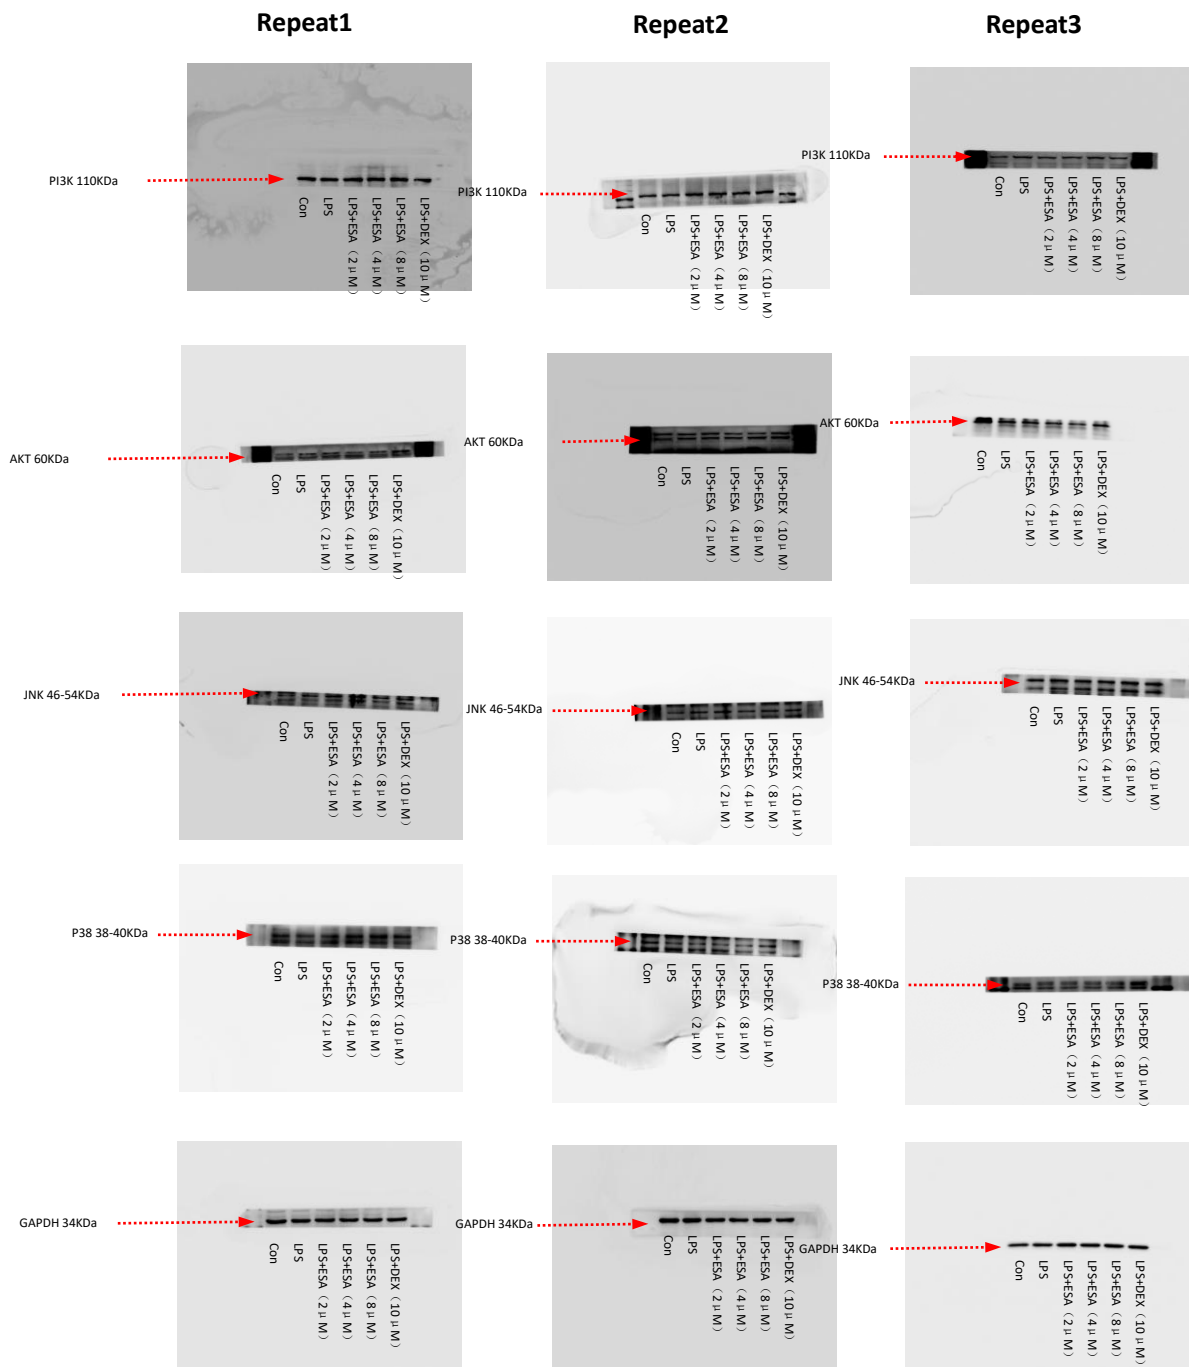 Repeat1
Repeat2
Repeat3
PI3K 110KDa
Con
LPS
LPS+ESA（2μM）
LPS+ESA（4μM）
LPS+ESA（8μM）
LPS+DEX（10μM）
PI3K 110KDa
Con
LPS
LPS+ESA（2μM）
LPS+ESA（4μM）
LPS+ESA（8μM）
LPS+DEX（10μM）
PI3K 110KDa
Con
LPS
LPS+ESA（2μM）
LPS+ESA（4μM）
LPS+ESA（8μM）
LPS+DEX（10μM）
AKT 60KDa
Con
LPS
LPS+ESA（2μM）
LPS+ESA（4μM）
LPS+ESA（8μM）
LPS+DEX（10μM）
AKT 60KDa
Con
LPS
LPS+ESA（2μM）
LPS+ESA（4μM）
LPS+ESA（8μM）
LPS+DEX（10μM）
AKT 60KDa
Con
LPS
LPS+ESA（2μM）
LPS+ESA（4μM）
LPS+ESA（8μM）
LPS+DEX（10μM）
JNK 46-54KDa
Con
LPS
LPS+ESA（2μM）
LPS+ESA（4μM）
LPS+ESA（8μM）
LPS+DEX（10μM）
JNK 46-54KDa
Con
LPS
LPS+ESA（2μM）
LPS+ESA（4μM）
LPS+ESA（8μM）
LPS+DEX（10μM）
JNK 46-54KDa
Con
LPS
LPS+ESA（2μM）
LPS+ESA（4μM）
LPS+ESA（8μM）
LPS+DEX（10μM）
P38 38-40KDa
Con
LPS
LPS+ESA（2μM）
LPS+ESA（4μM）
LPS+ESA（8μM）
LPS+DEX（10μM）
P38 38-40KDa
Con
LPS
LPS+ESA（2μM）
LPS+ESA（4μM）
LPS+ESA（8μM）
LPS+DEX（10μM）
P38 38-40KDa
Con
LPS
LPS+ESA（2μM）
LPS+ESA（4μM）
LPS+ESA（8μM）
LPS+DEX（10μM）
GAPDH 34KDa
Con
LPS
LPS+ESA（2μM）
LPS+ESA（4μM）
LPS+ESA（8μM）
LPS+DEX（10μM）
GAPDH 34KDa
Con
LPS
LPS+ESA（2μM）
LPS+ESA（4μM）
LPS+ESA（8μM）
LPS+DEX（10μM）
GAPDH 34KDa
Con
LPS
LPS+ESA（2μM）
LPS+ESA（4μM）
LPS+ESA（8μM）
LPS+DEX（10μM）